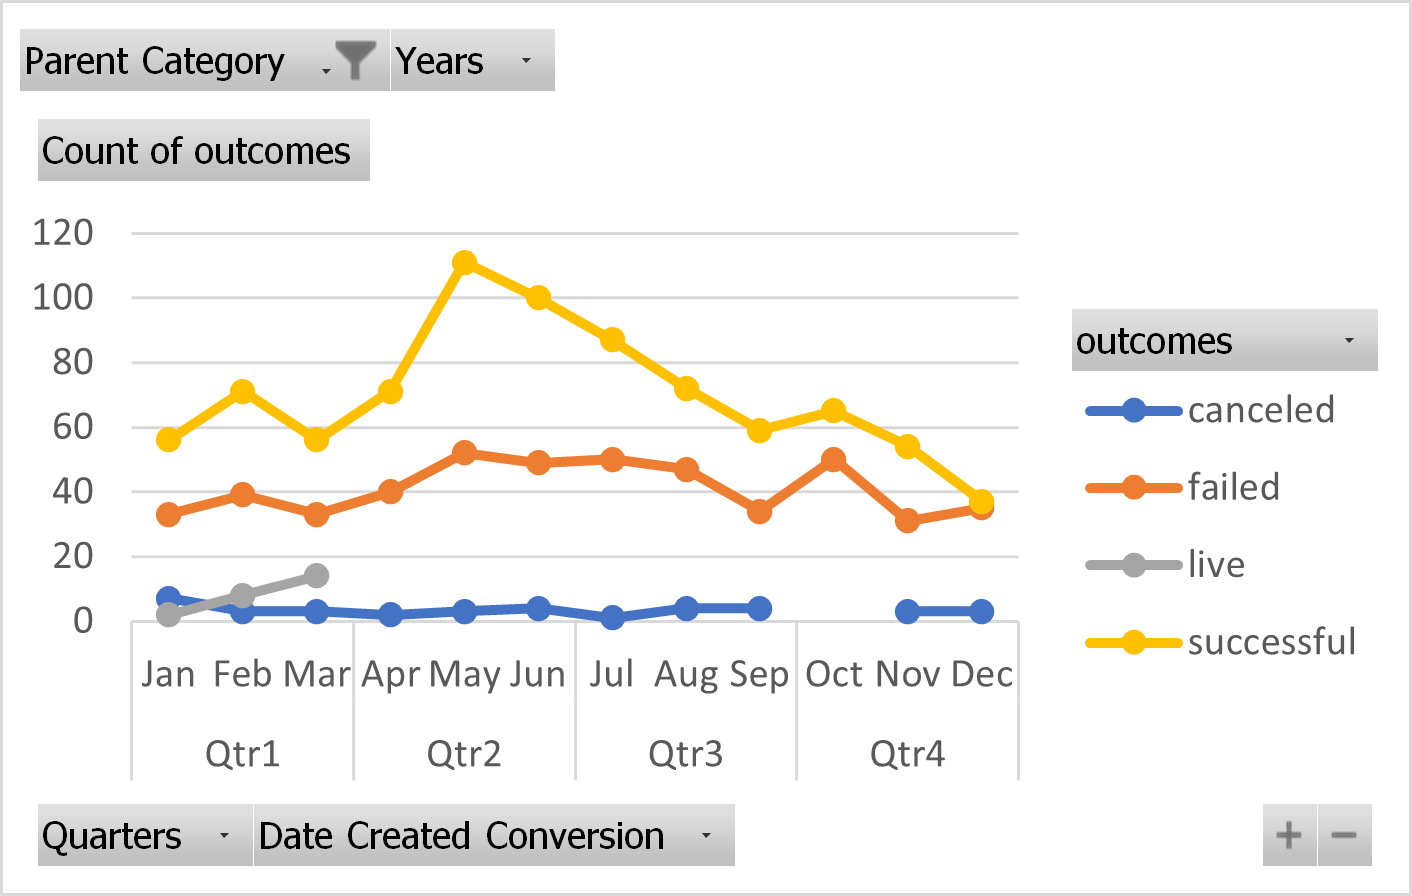 Parent Category Years
Count of outcomes
120
100
80
60
40
20
0
Jan Feb Mar Apr May Jun Jul Aug Sep Oct Nov Dec
Qtr1 Qtr2 Qtr3 Qtr4
outcomes
canceled
failed
live
successful
Quarters Date Created Conversion
+ −